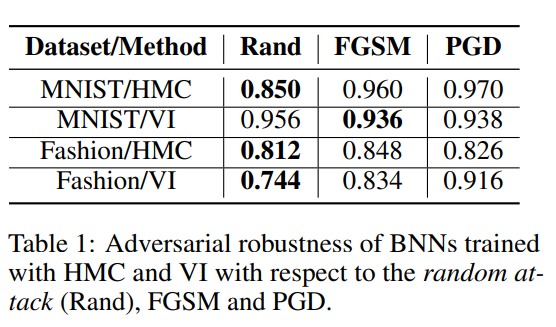 Dataset/Method Rand FGSM PGD
MNIST/HMC 0.850 0.960 0.970
MNIST/VI 0.956 0.936 0.938
Fashion/HMC 0.812 0.848 0.826
Fashion/VI 0.744 0.834 0.916
Table 1: Adversarial robustness of BNNs trained
with HMC and VI with respect to the random at-
tack (Rand), FGSM and PGD.